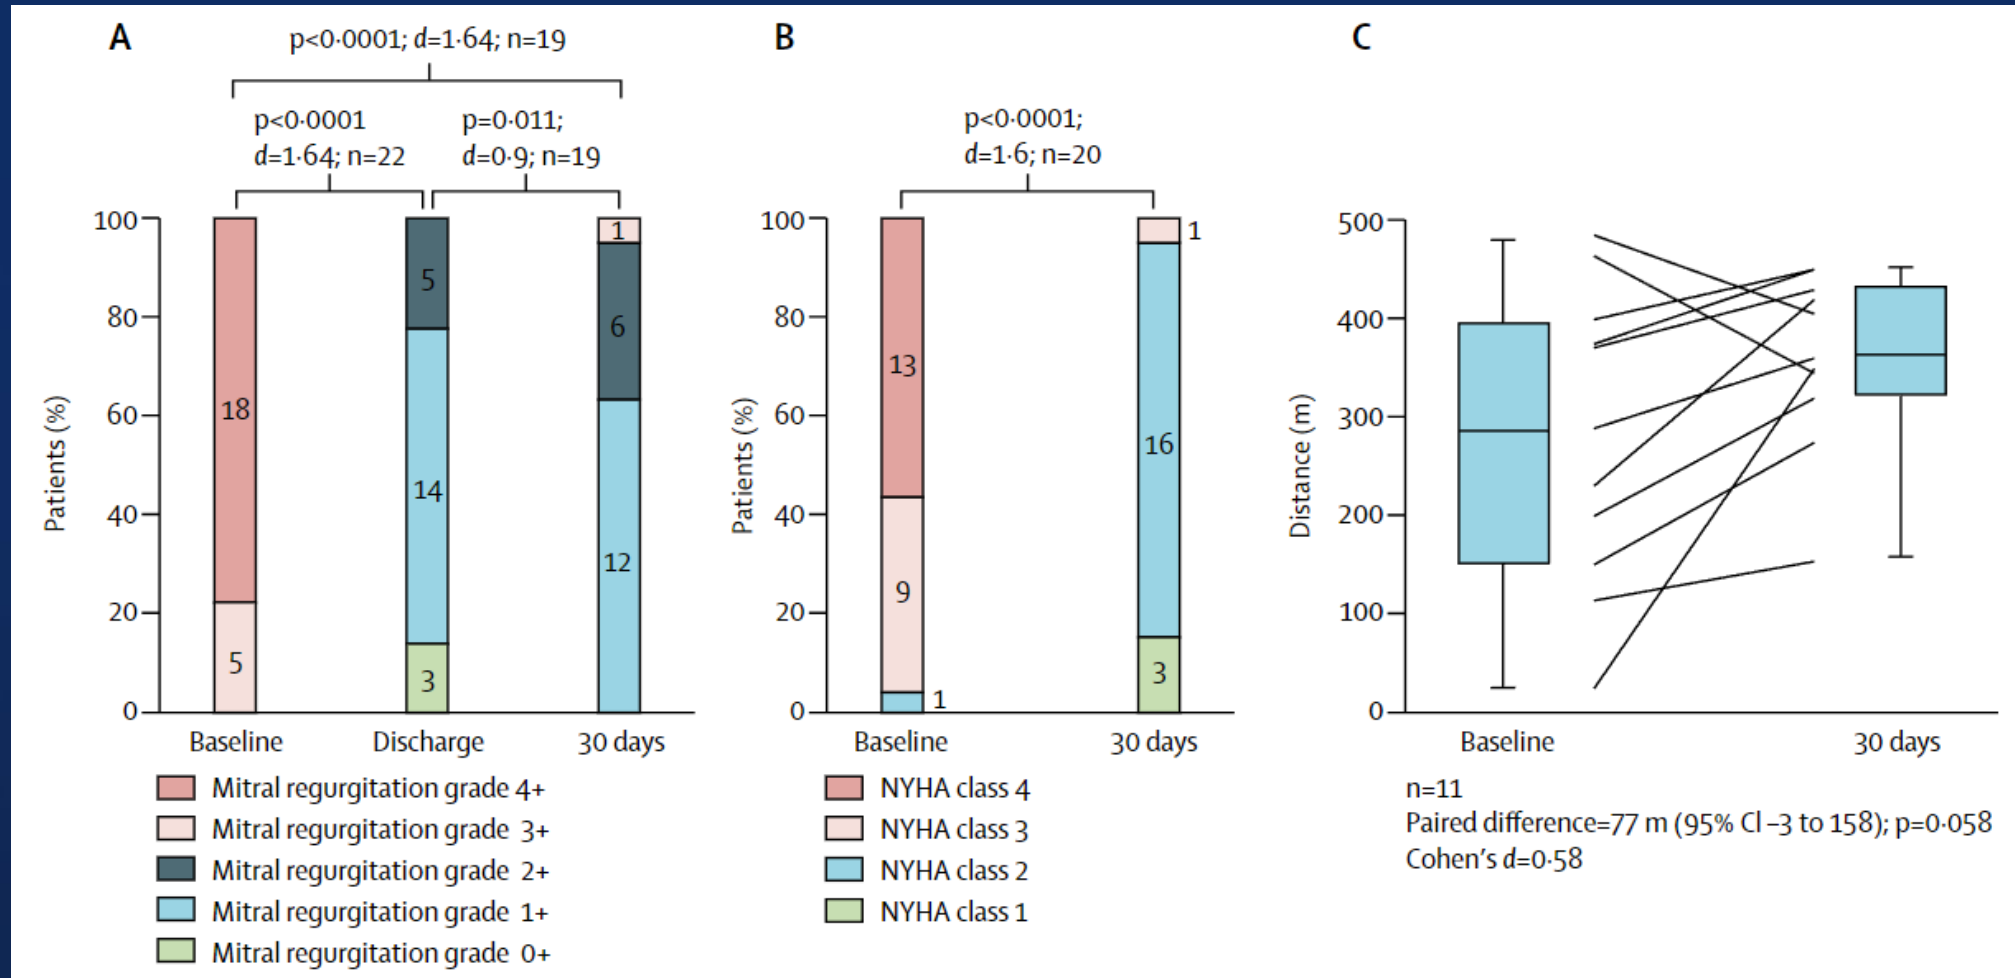 A
p<0·0001; d=1·64; n=19
p<0·0001
d=1·64; n=22
p=0·011;
d=0·9; n=19
Patients (%)
100
80
60
40
20
0
18
5
5
14
3
1
6
12
Baseline
Discharge
30 days
Mitral regurgitation grade 4+
Mitral regurgitation grade 3+
Mitral regurgitation grade 2+
Mitral regurgitation grade 1+
Mitral regurgitation grade 0+
B
p<0·0001;
d=1·6; n=20
Patients (%)
100
80
60
40
20
0
13
9
1
1
16
3
Baseline
30 days
NYHA class 4
NYHA class 3
NYHA class 2
NYHA class 1
C
Distance (m)
500
400
300
200
100
0
Baseline
30 days
n=11
Paired difference=77 m (95% CI –3 to 158); p=0·058
Cohen's d=0·58